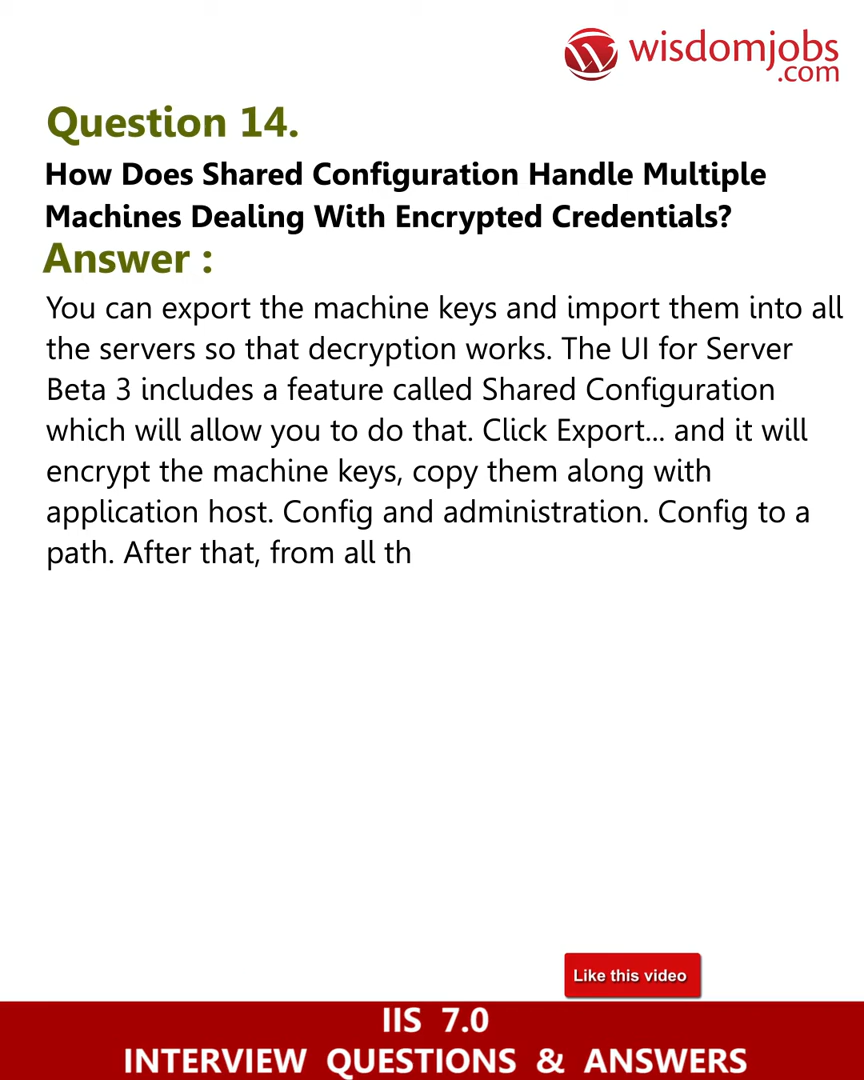 wisdomjobs
.com
Question 14.
How Does Shared Configuration Handle Multiple
Machines Dealing With Encrypted Credentials?
Answer :
You can export the machine keys and import them into all
the servers so that decryption works. The UI for Server
Beta 3 includes a feature called Shared Configuration
which will allow you to do that. Click Export... and it will
encrypt the machine keys, copy them along with
application host. Config and administration. Config to a
path. After that, from all th
Like this video
IIS 7.0
INTERVIEW QUESTIONS & ANSWERS